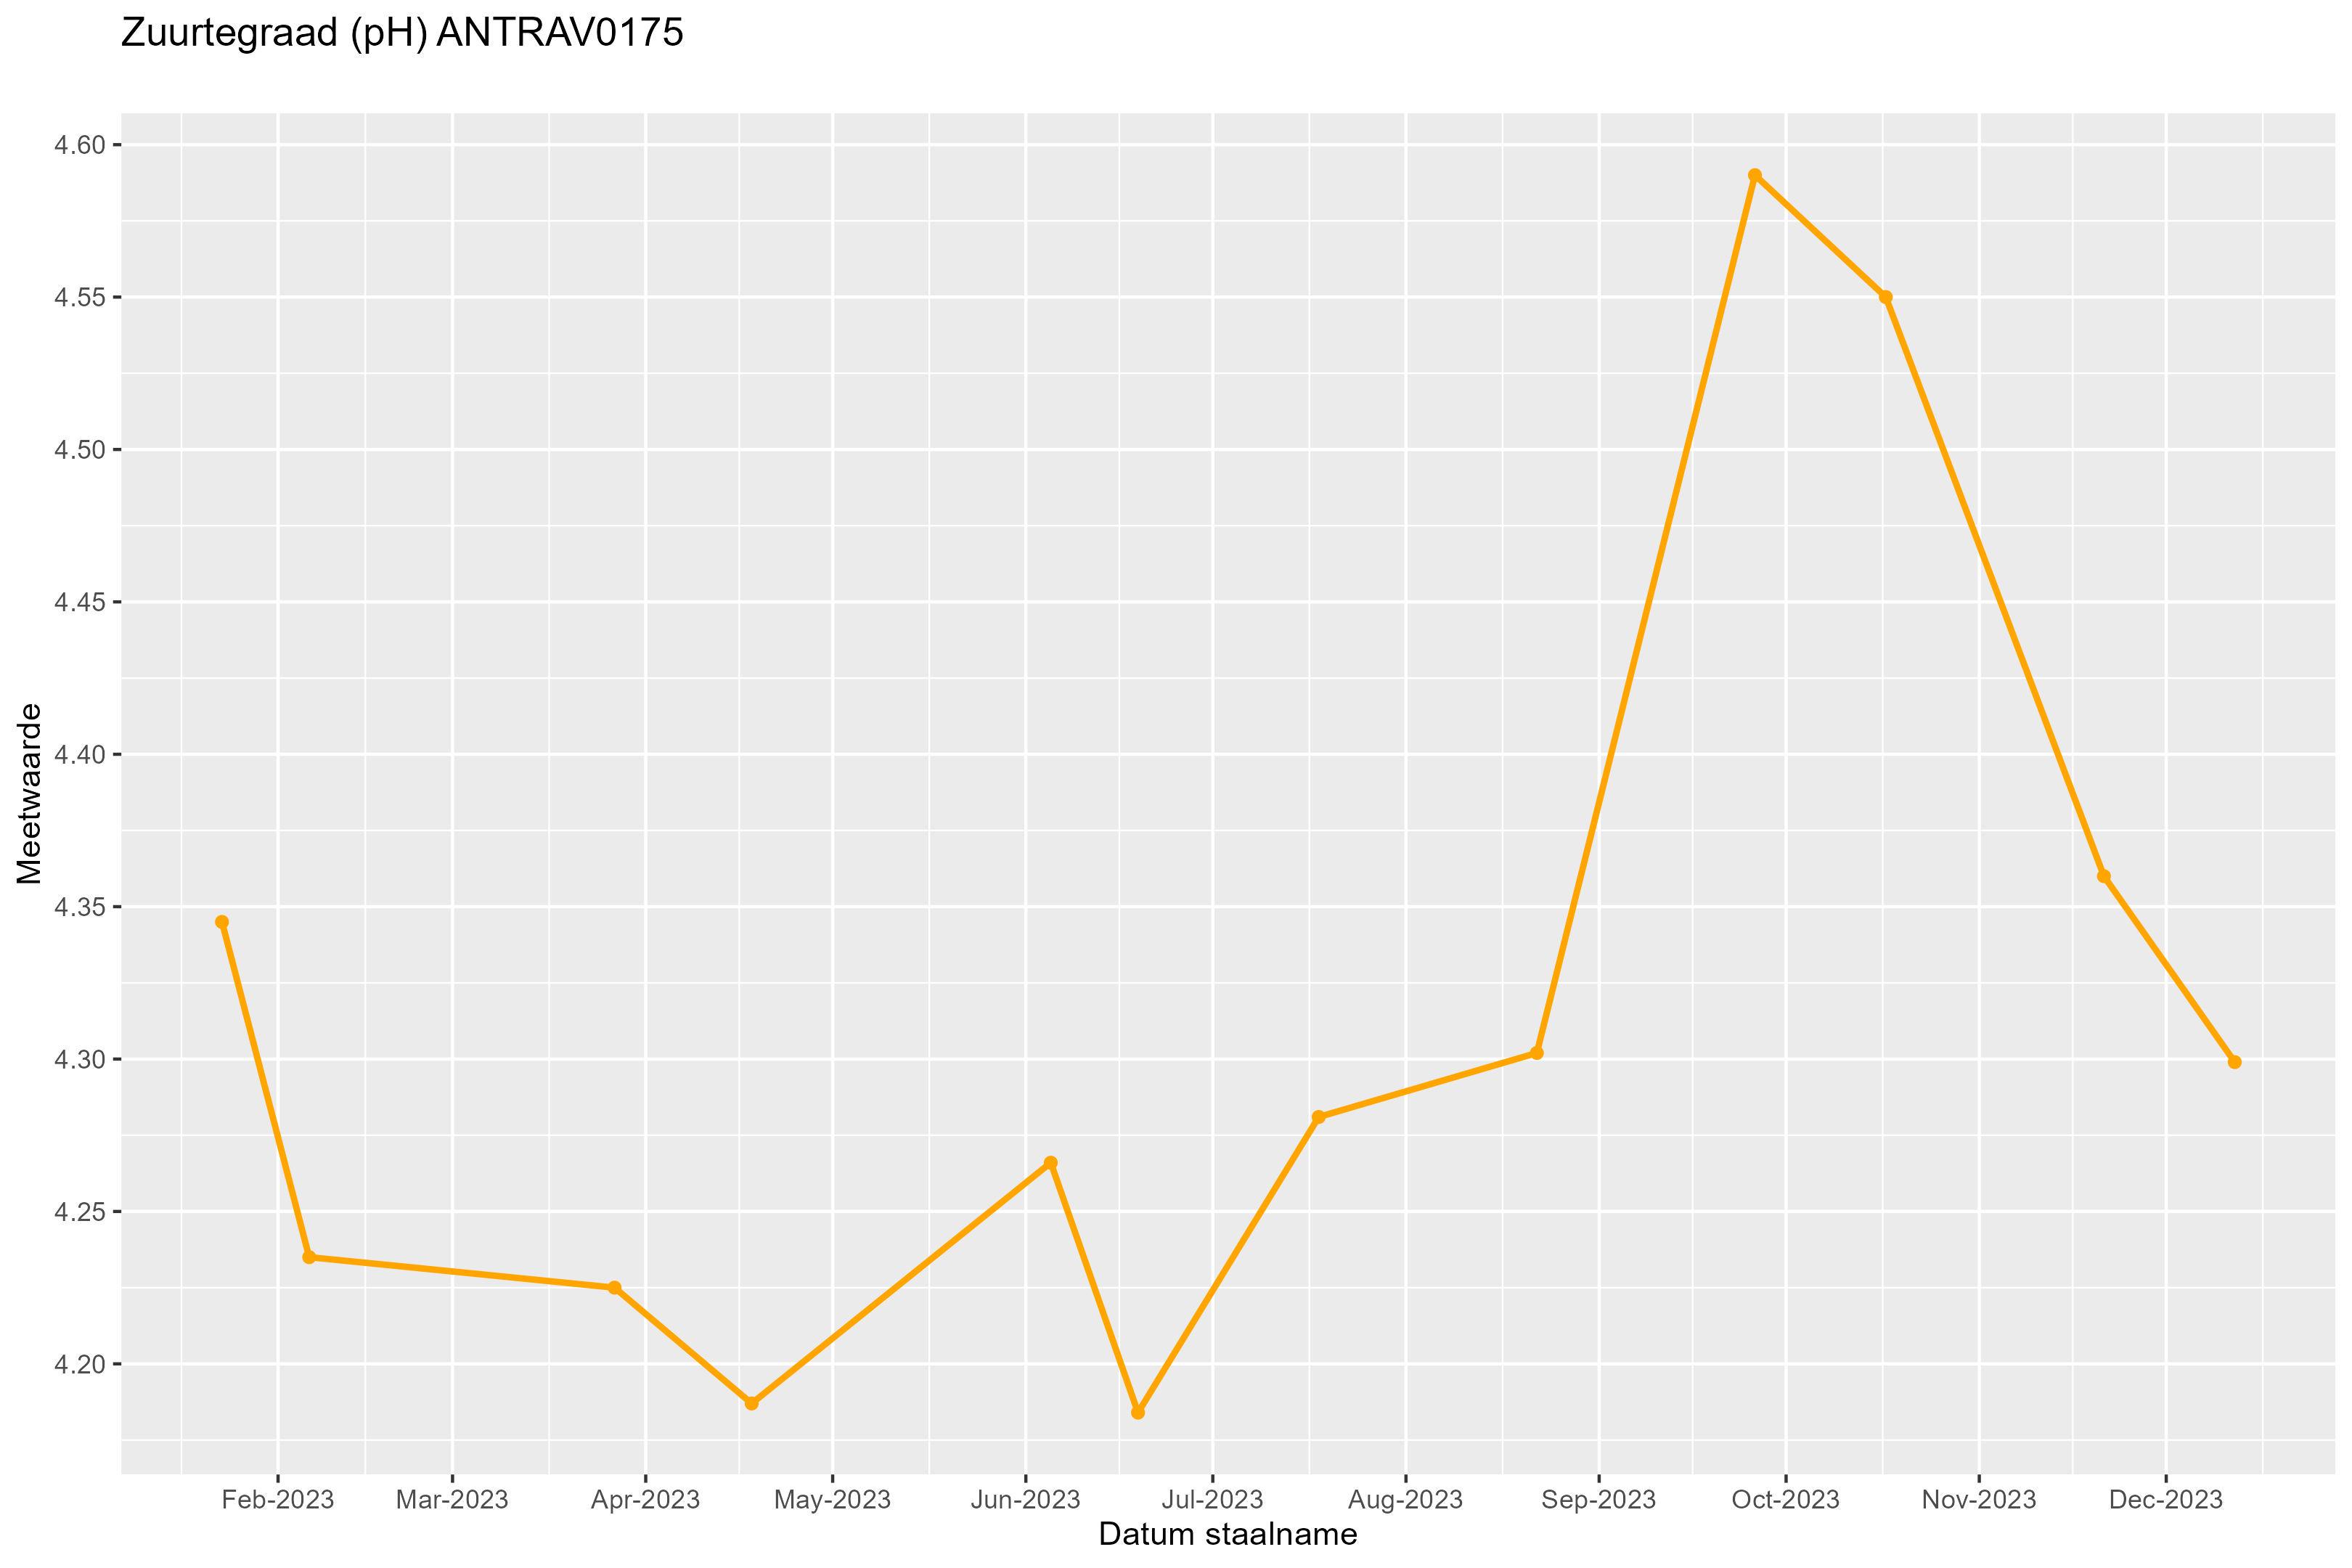 Zuurtegraad (pH) ANTRAV0175
Meetwaarde
4.60
4.55
4.50
4.45
4.40
4.35
4.30
4.25
4.20
Feb-2023 Mar-2023 Apr-2023 May-2023 Jun-2023 Jul-2023 Aug-2023 Sep-2023 Oct-2023 Nov-2023 Dec-2023
Datum staalname